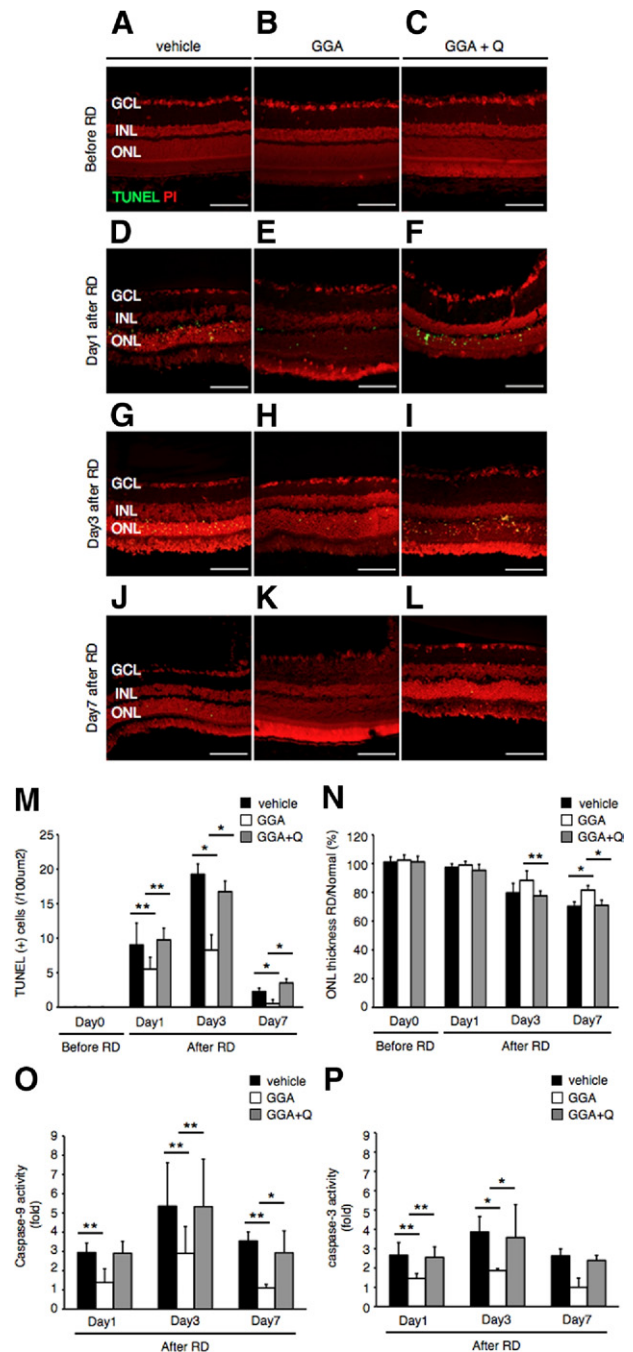 A B C
vehicle GGA GGA + Q
Before RD
GCL
INL
ONL
TUNEL PI
D E F
Day1 after RD
GCL
INL
ONL
G H I
Day3 after RD
GCL
INL
ONL
J K L
Day7 after RD
GCL
INL
ONL
M
vehicle
GGA
GGA+Q
TUNEL (+) cells (/100um2)
25
20
15
10
5
0
** **
* *
* *
Day0 Day1 Day3 Day7
Before RD After RD
N
vehicle
GGA
GGA+Q
ONL thickness RD/Normal (%)
120
100
80
60
40
20
0
**
* *
Day0 Day1 Day3 Day7
Before RD After RD
O
vehicle
GGA
GGA+Q
Caspase-9 activity
(fold)
9
8
7
6
5
4
3
2
1
0
**
** **
** *
Day1 Day3 Day7
After RD
P
vehicle
GGA
GGA+Q
caspase-3 activity
(fold)
9
8
7
6
5
4
3
2
1
0
** **
* *
Day1 Day3 Day7
After RD